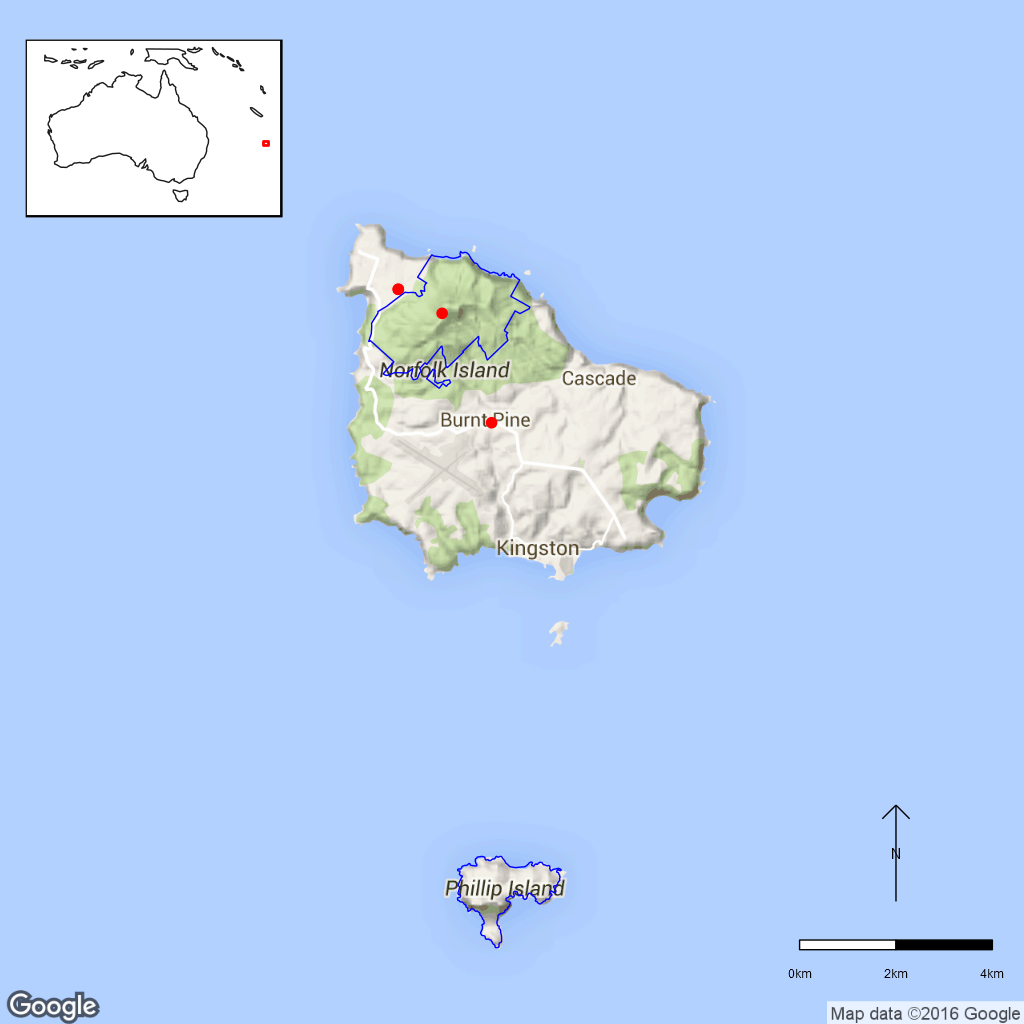 Norfolk Island
Cascade
Burnt Pine
Kingston
Phillip Island
N
0km 2km 4km
Google
Map data ©2016 Google